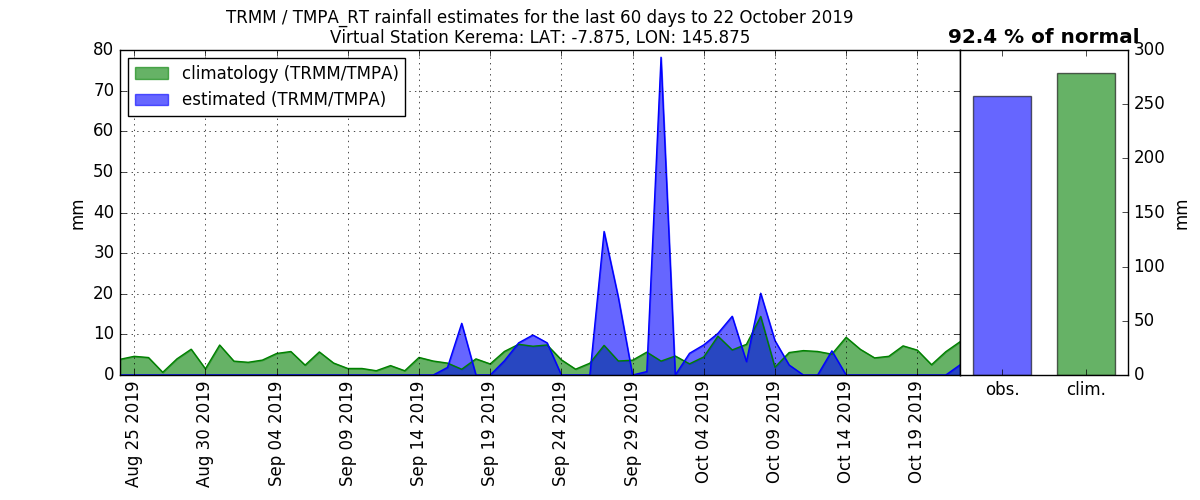 TRMM / TMPA_RT rainfall estimates for the last 60 days to 22 October 2019
Virtual Station Kerema: LAT: -7.875, LON: 145.875
92.4 % of normal
climatology (TRMM/TMPA)
estimated (TRMM/TMPA)
mm
80
70
60
50
40
30
20
10
0
Aug 25 2019
Aug 30 2019
Sep 04 2019
Sep 09 2019
Sep 14 2019
Sep 19 2019
Sep 24 2019
Sep 29 2019
Oct 04 2019
Oct 09 2019
Oct 14 2019
Oct 19 2019
obs.
clim.
300
250
200
150
100
50
0
mm